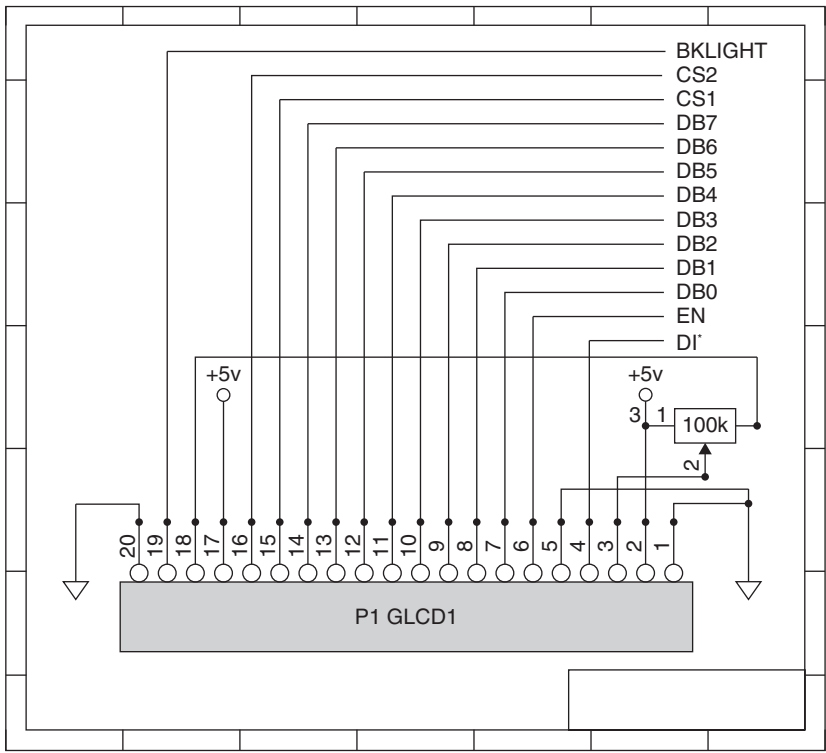 BKLIGHT
CS2
CS1
DB7
DB6
DB5
DB4
DB3
DB2
DB1
DB0
EN
DI*
+5v
+5v
3 1 100k
2
20 19 18 17 16 15 14 13 12 11 10 9 8 7 6 5 4 3 2 1
P1 GLCD1